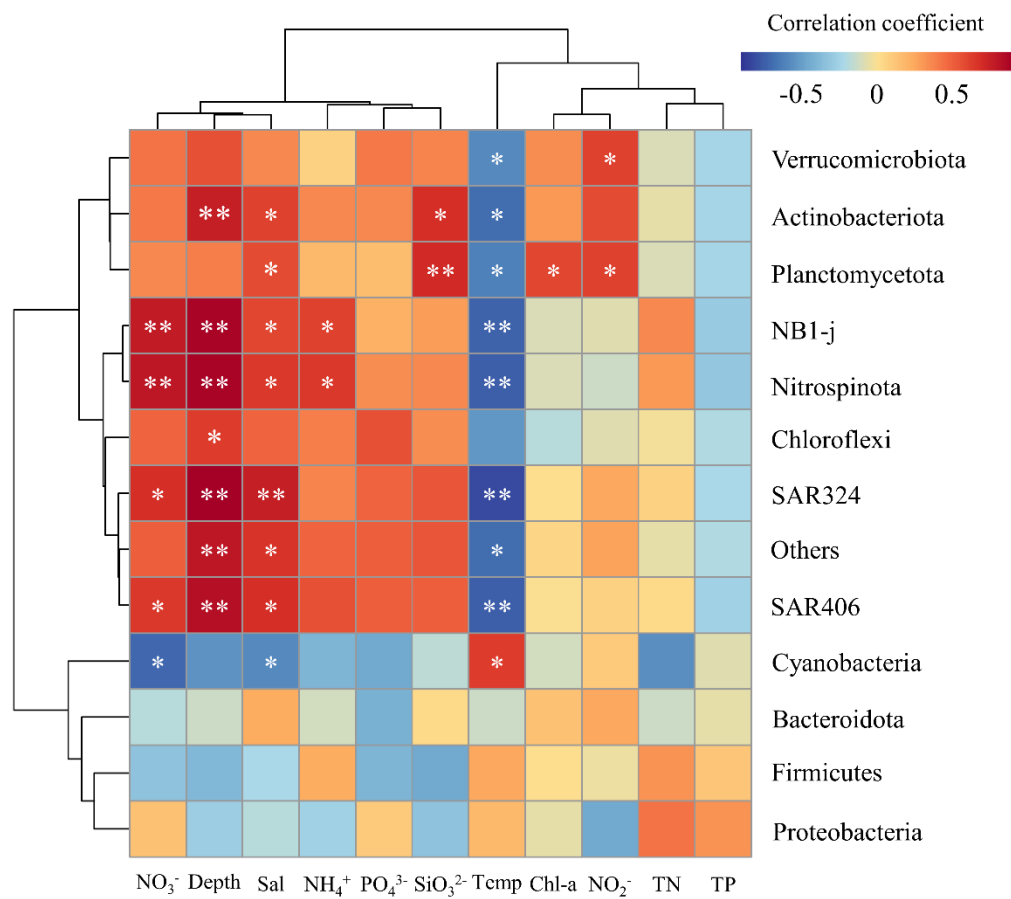 Correlation coefficient
-0.5 0 0.5
* * Verrucomicrobiota
** * * * Actinobacteriota
* ** * * * Planctomycetota
** ** * * ** NB1-j
** ** * * ** Nitrospinota
* Chloroflexi
* ** ** ** SAR324
** * * Others
* ** * ** SAR406
* * * Cyanobacteria
Bacteroidota
Firmicutes
Proteobacteria
NO₃⁻ Depth Sal NH₄⁺ PO₄³⁻ SiO₃²⁻ Temp Chl-a NO₂⁻ TN TP